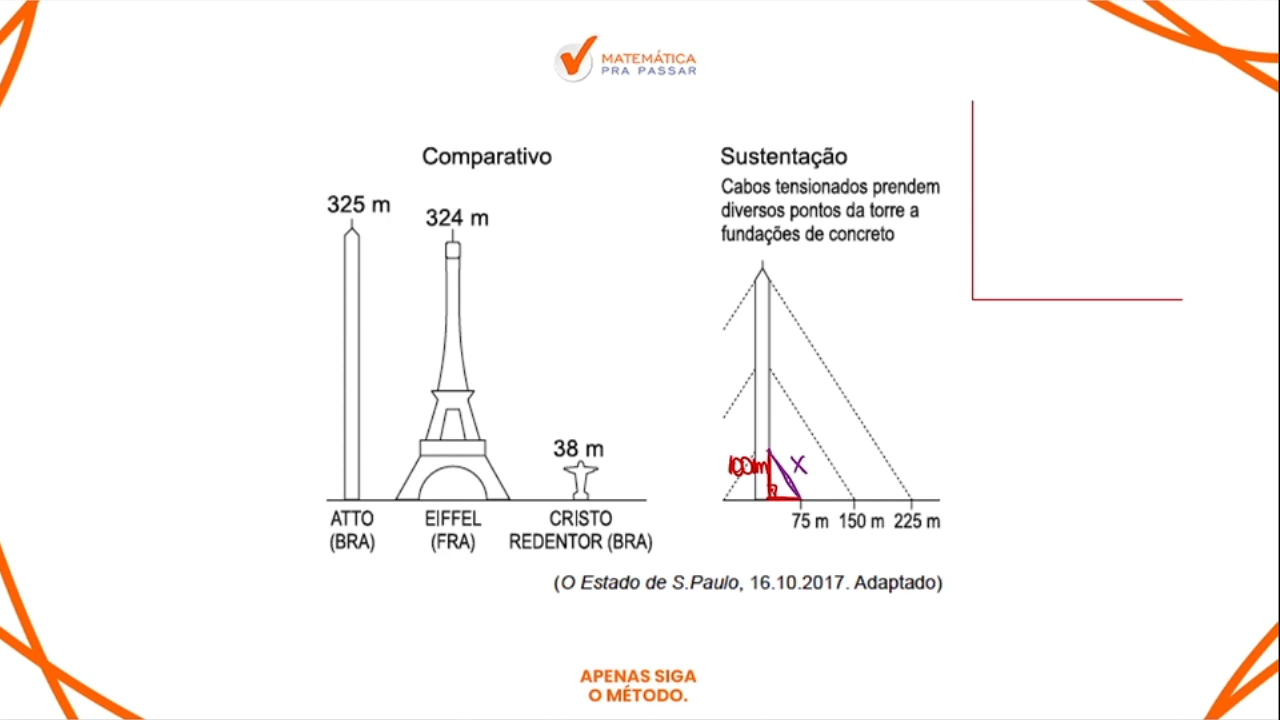 MATEMÁTICA
PRA PASSAR
Comparativo
325 m
324 m
38 m
ATTO
(BRA)
EIFFEL
(FRA)
CRISTO
REDENTOR (BRA)
Sustentação
Cabos tensionados prendem
diversos pontos da torre a
fundações de concreto
100m
x
75 m 150 m 225 m
(O Estado de S.Paulo, 16.10.2017. Adaptado)
APENAS SIGA
O MÉTODO.